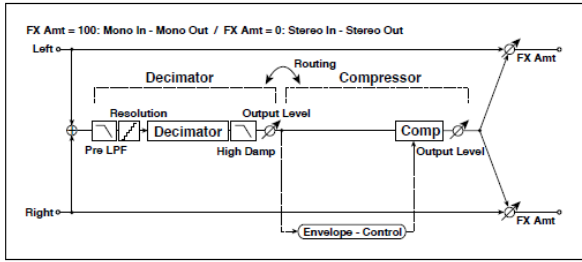 FX Amt = 100: Mono In - Mono Out / FX Amt = 0: Stereo In - Stereo Out
Left
FX Amt
Routing
Decimator
Compressor
Resolution
Output Level
Decimator
Comp
Pre LPF
High Damp
Output Level
Right
FX Amt
Envelope - Control